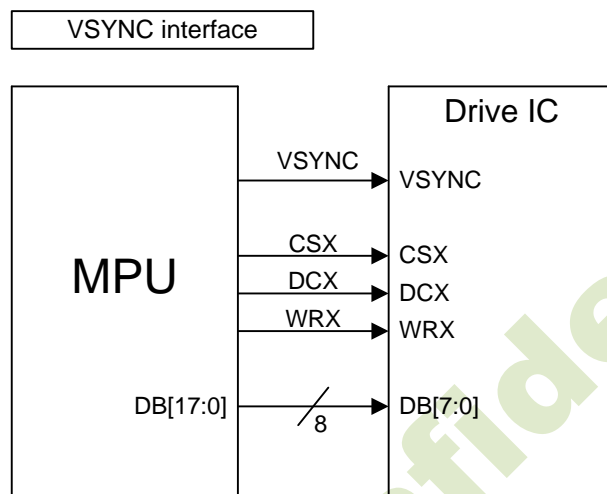 VSYNC interface
Drive IC
VSYNC
VSYNC
CSX
CSX
MPU
DCX
DCX
WRX
WRX
DB[17:0]
8
DB[7:0]